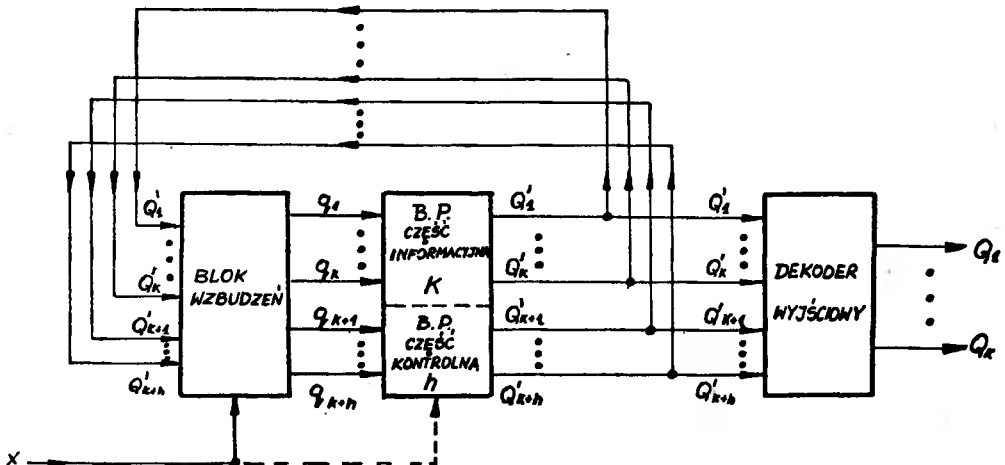 Q'1
Q'k
Q'k+1
Q'k+h
BLOK
WZBUDZEŃ
q1
qk
qk+1
qk+h
B.P.
CZĘŚĆ
INFORMACYJNA
K
B.P.
CZĘŚĆ
KONTROLNA
h
Q'1
Q'k
Q'k+1
Q'k+h
Q'1
Q'k
Q'k+1
Q'k+h
DEKODER
WYJŚCIOWY
Q1
Qk
X